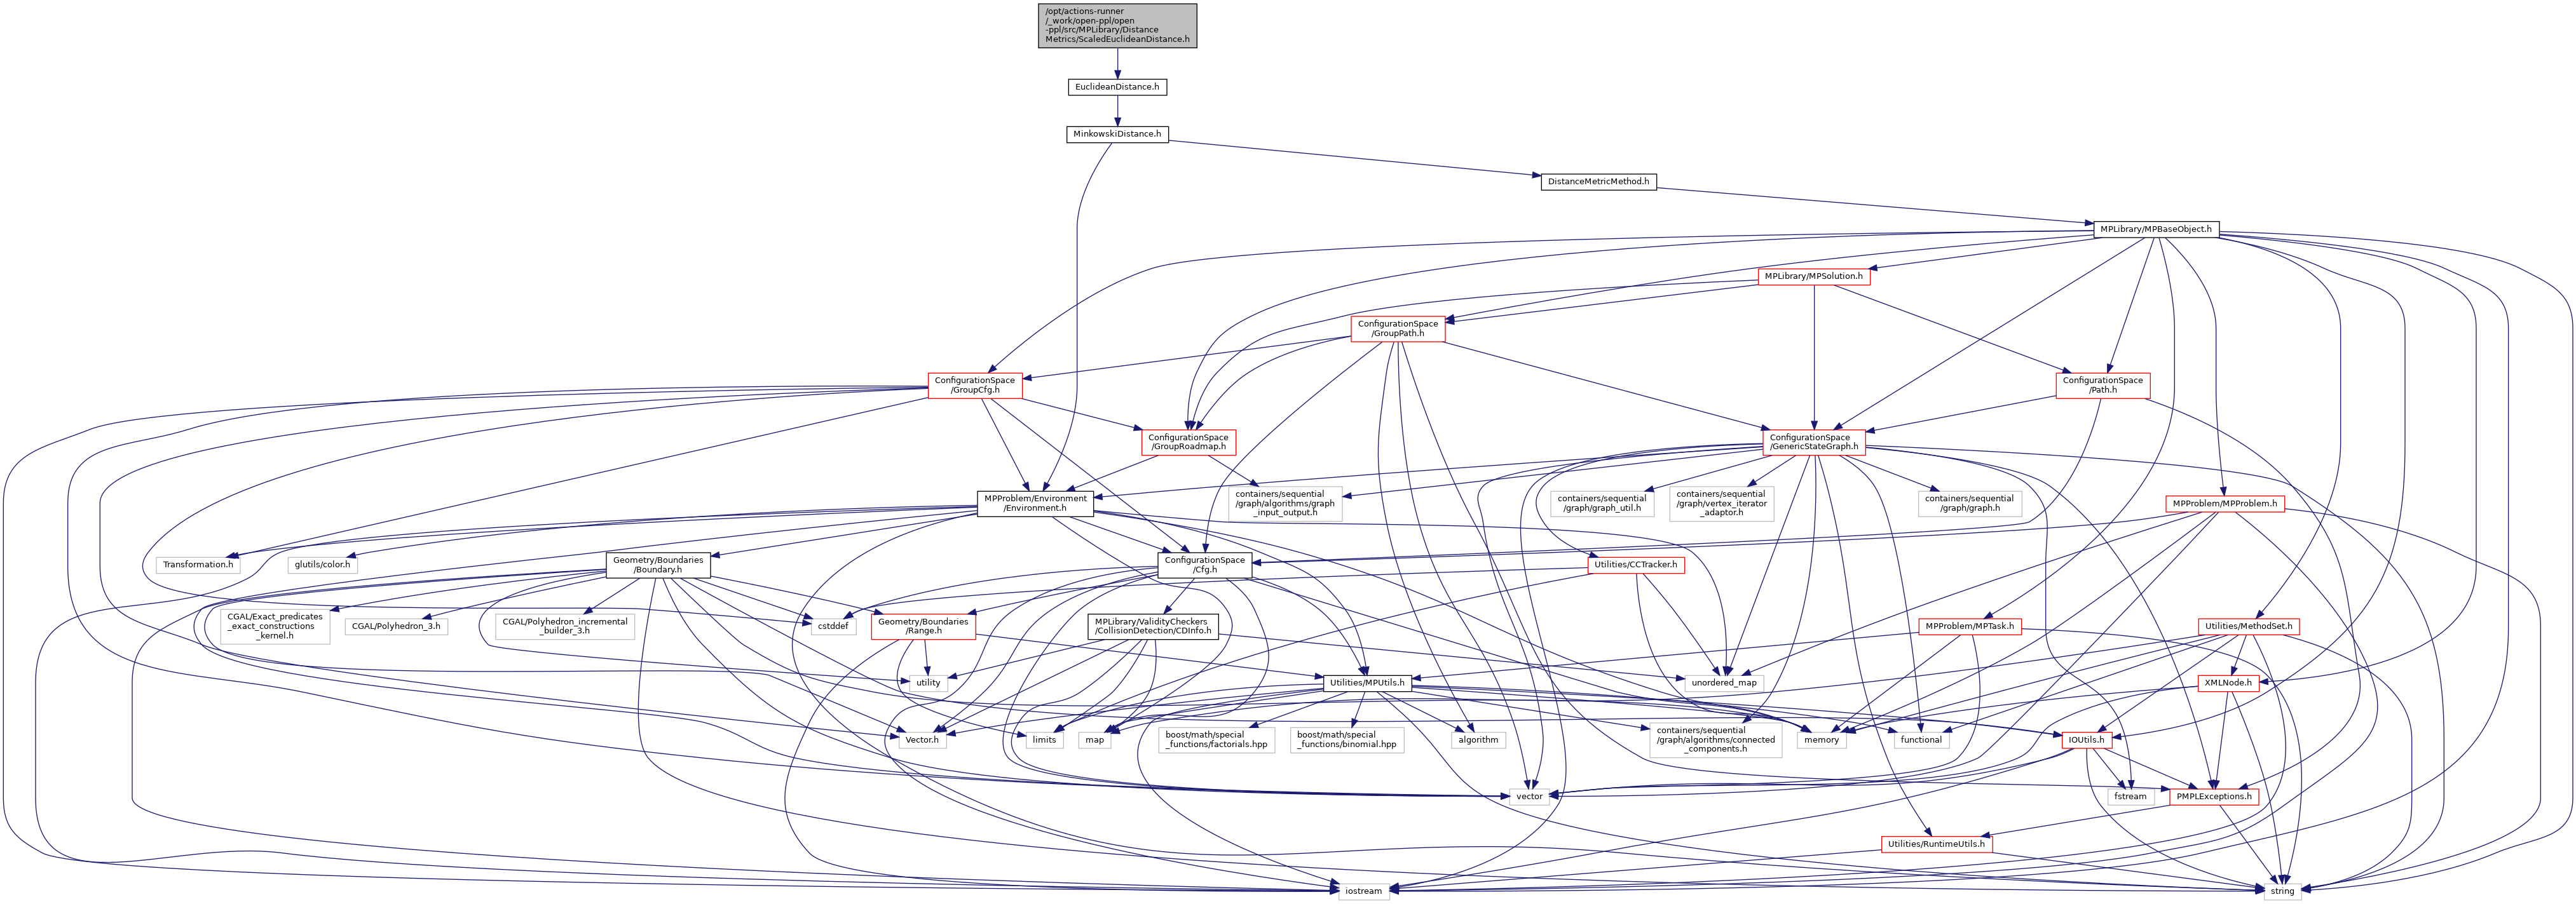 /opt/actions-runner
/_work/open-ppl/open
-ppl/src/MPLibrary/Distance
Metrics/ScaledEuclideanDistance.h
EuclideanDistance.h
MinkowskiDistance.h
DistanceMetricMethod.h
MPLibrary/MPBaseObject.h
MPLibrary/MPSolution.h
ConfigurationSpace
/GroupPath.h
ConfigurationSpace
/GroupCfg.h
ConfigurationSpace
/Path.h
ConfigurationSpace
/GroupRoadmap.h
ConfigurationSpace
/GenericStateGraph.h
MPProblem/Environment
/Environment.h
containers/sequential
/graph/algorithms/graph
_input_output.h
containers/sequential
/graph/graph_util.h
containers/sequential
/graph/vertex_iterator
_adaptor.h
containers/sequential
/graph/graph.h
MPProblem/MPProblem.h
Transformation.h
glutils/color.h
Geometry/Boundaries
/Boundary.h
ConfigurationSpace
/Cfg.h
Utilities/CCTracker.h
CGAL/Exact_predicates
_exact_constructions
_kernel.h
CGAL/Polyhedron_3.h
CGAL/Polyhedron_incremental
_builder_3.h
cstddef
Geometry/Boundaries
/Range.h
MPLibrary/ValidityCheckers
/CollisionDetection/CDInfo.h
MPProblem/MPTask.h
Utilities/MethodSet.h
utility
Utilities/MPUtils.h
unordered_map
XMLNode.h
Vector.h
limits
map
boost/math/special
_functions/factorials.hpp
boost/math/special
_functions/binomial.hpp
algorithm
containers/sequential
/graph/algorithms/connected
_components.h
memory
functional
IOUtils.h
vector
fstream
PMPLExceptions.h
Utilities/RuntimeUtils.h
iostream
string